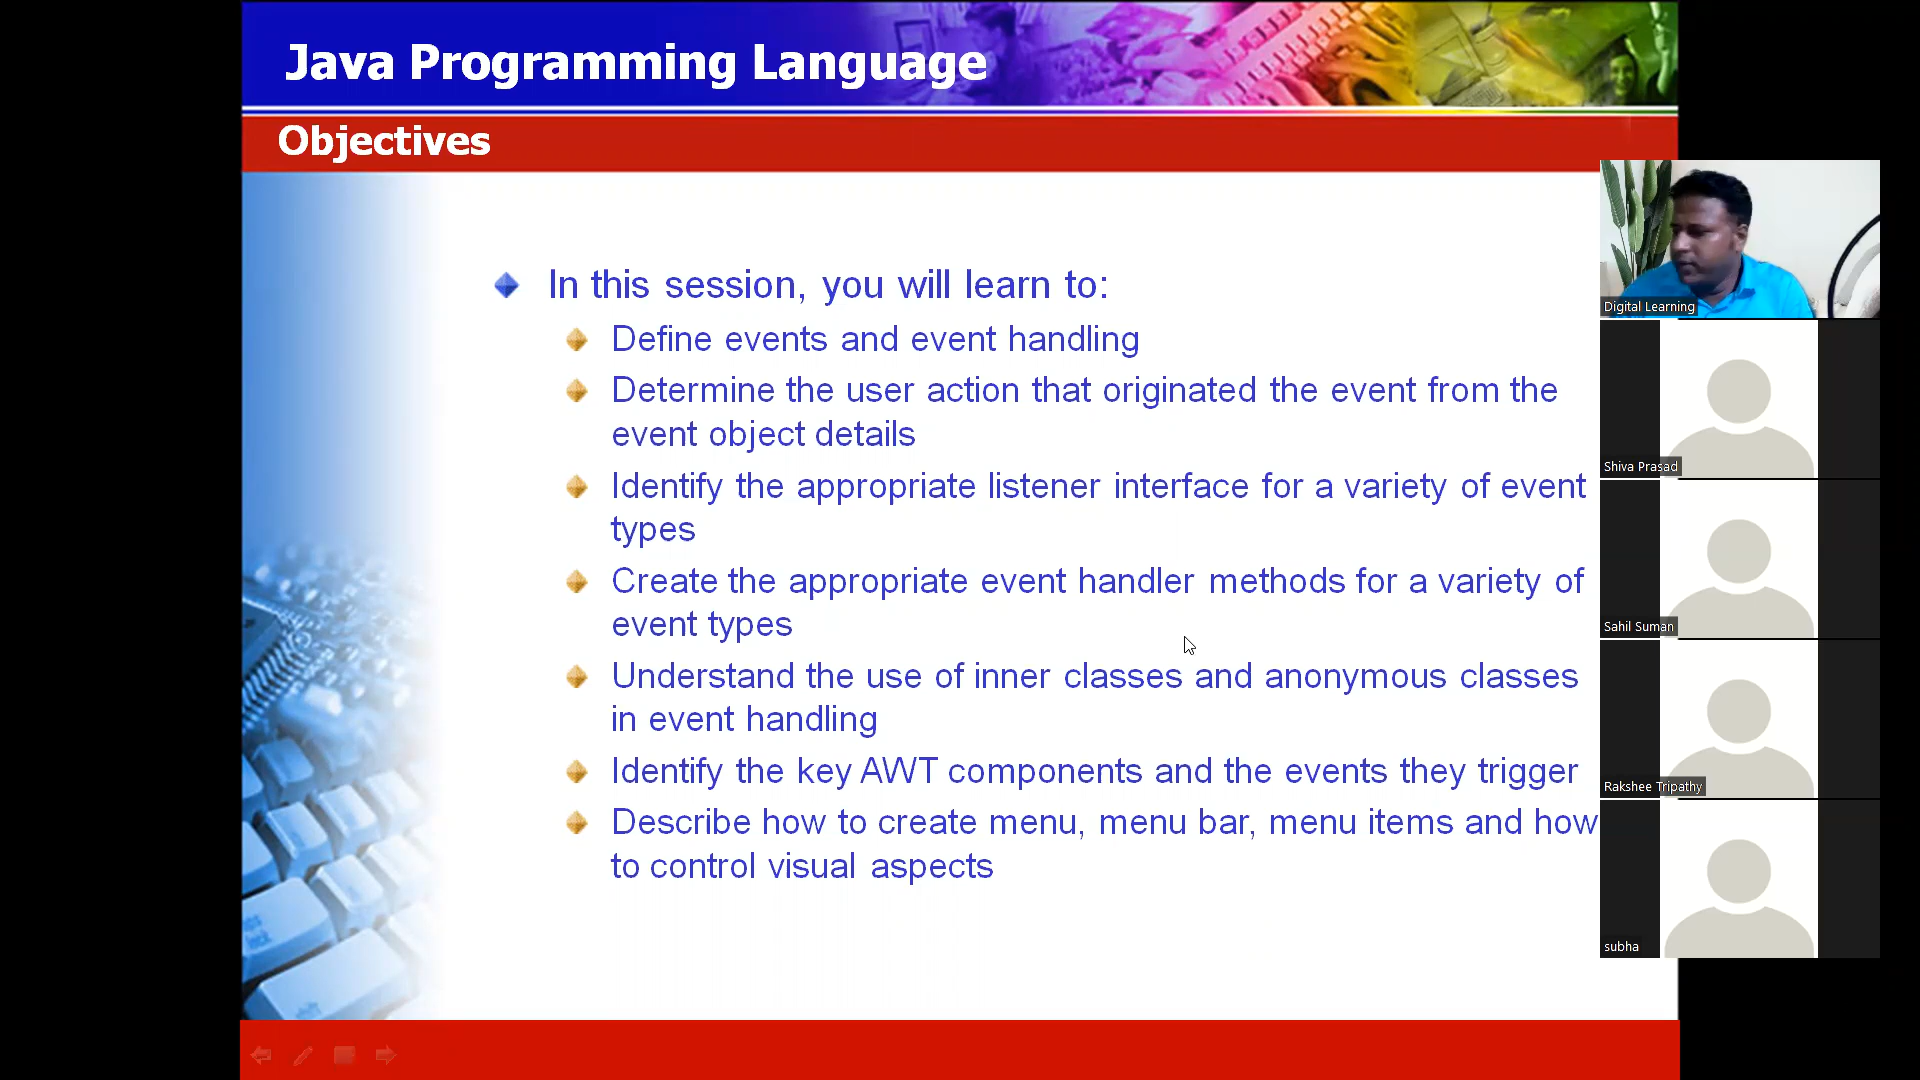 Java Programming Language
Objectives
In this session, you will learn to:
Define events and event handling
Determine the user action that originated the event from the
event object details
Identify the appropriate listener interface for a variety of event
types
Create the appropriate event handler methods for a variety of
event types
Understand the use of inner classes and anonymous classes
in event handling
Identify the key AWT components and the events they trigger
Describe how to create menu, menu bar, menu items and how
to control visual aspects
Digital Learning
Shiva Prasad
Sahil Suman
Rakshee Tripathy
subha